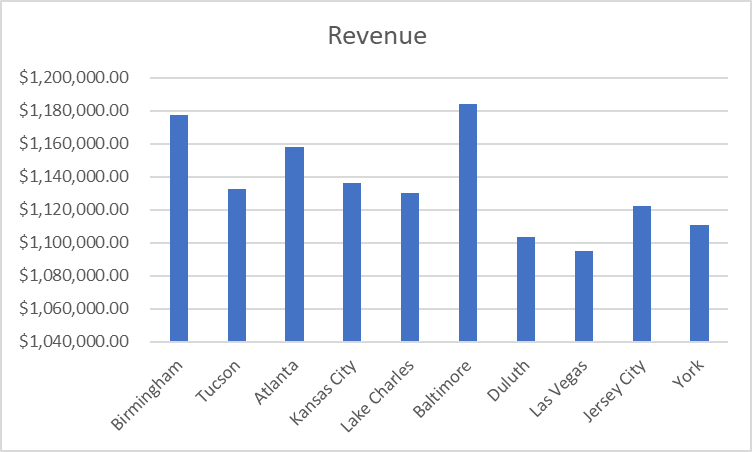 Revenue
$1,200,000.00
$1,180,000.00
$1,160,000.00
$1,140,000.00
$1,120,000.00
$1,100,000.00
$1,080,000.00
$1,060,000.00
$1,040,000.00
Birmingham
Tucson
Atlanta
Kansas City
Lake Charles
Baltimore
Duluth
Las Vegas
Jersey City
York